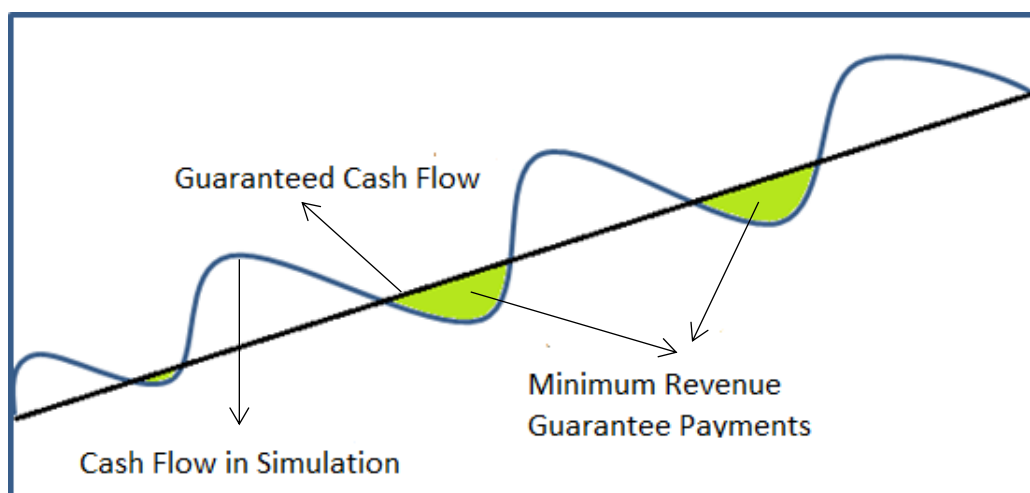 Guaranteed Cash Flow
Minimum Revenue
Guarantee Payments
Cash Flow in Simulation